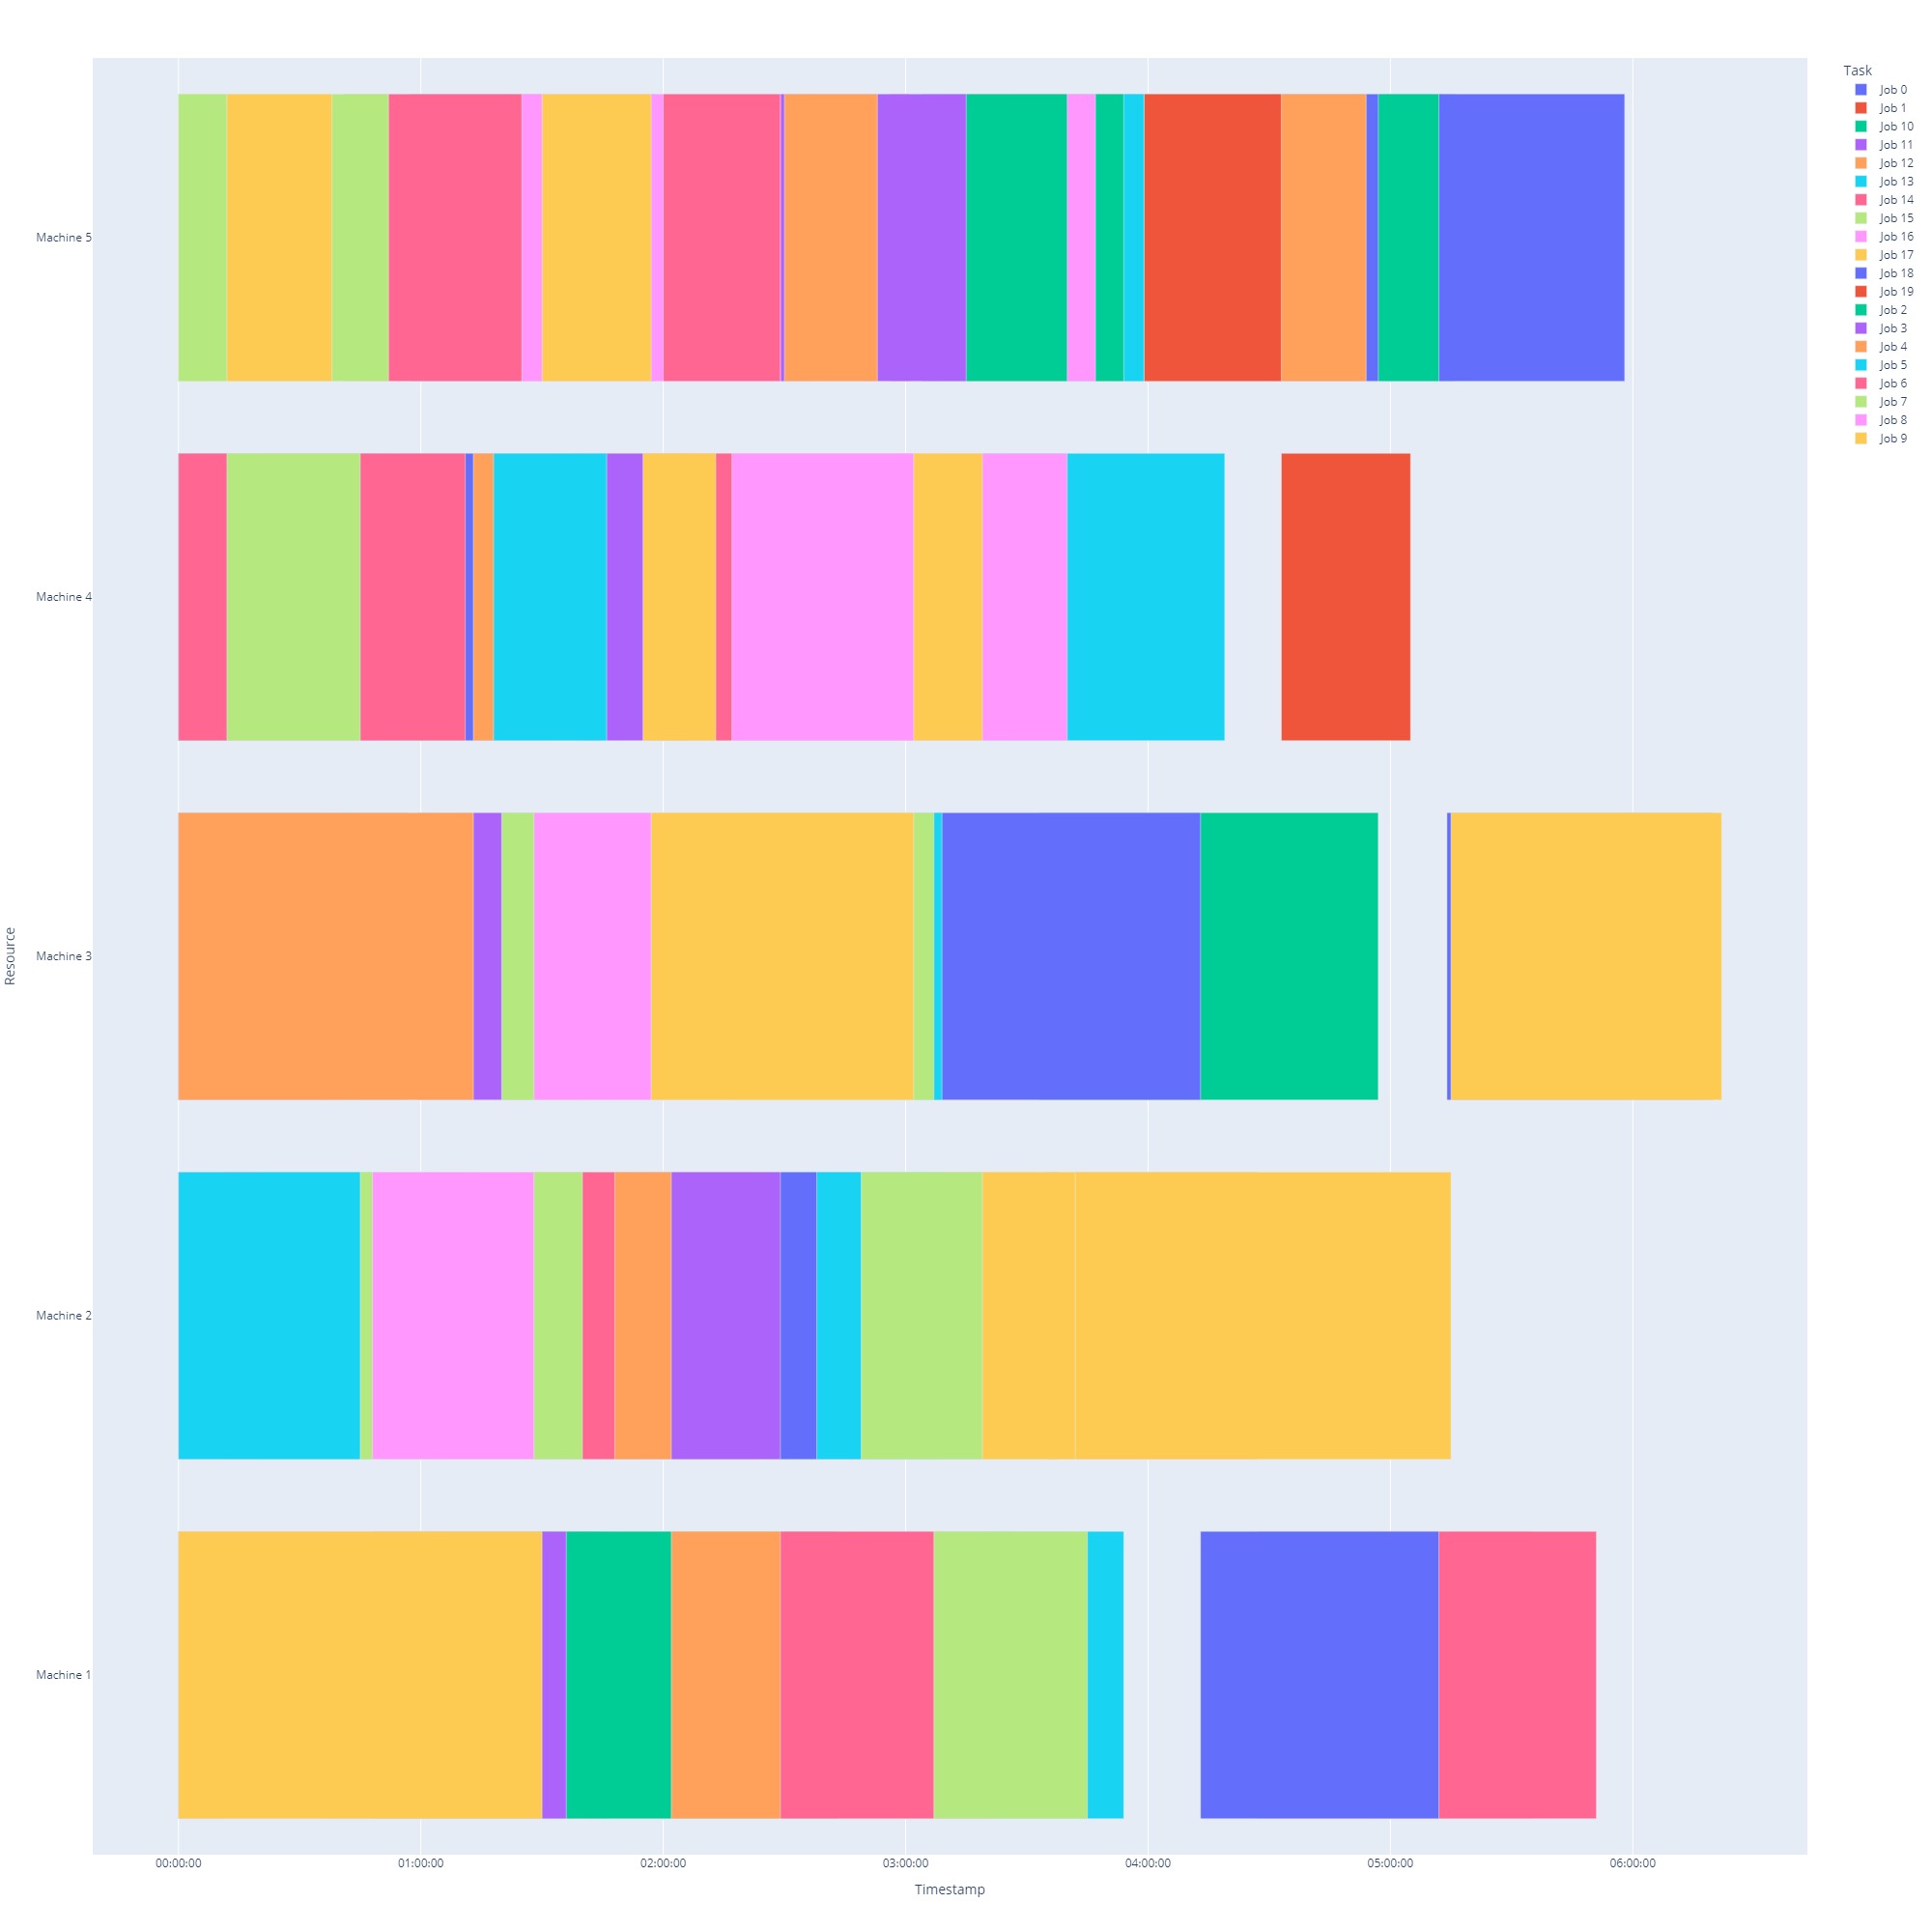 Task
Job 0
Job 1
Job 10
Job 11
Job 12
Job 13
Job 14
Job 15
Job 16
Job 17
Job 18
Job 19
Job 2
Job 3
Job 4
Job 5
Job 6
Job 7
Job 8
Job 9
Machine 5
Machine 4
Machine 3
Machine 2
Machine 1
Resource
00:00:00 01:00:00 02:00:00 03:00:00 04:00:00 05:00:00 06:00:00
Timestamp